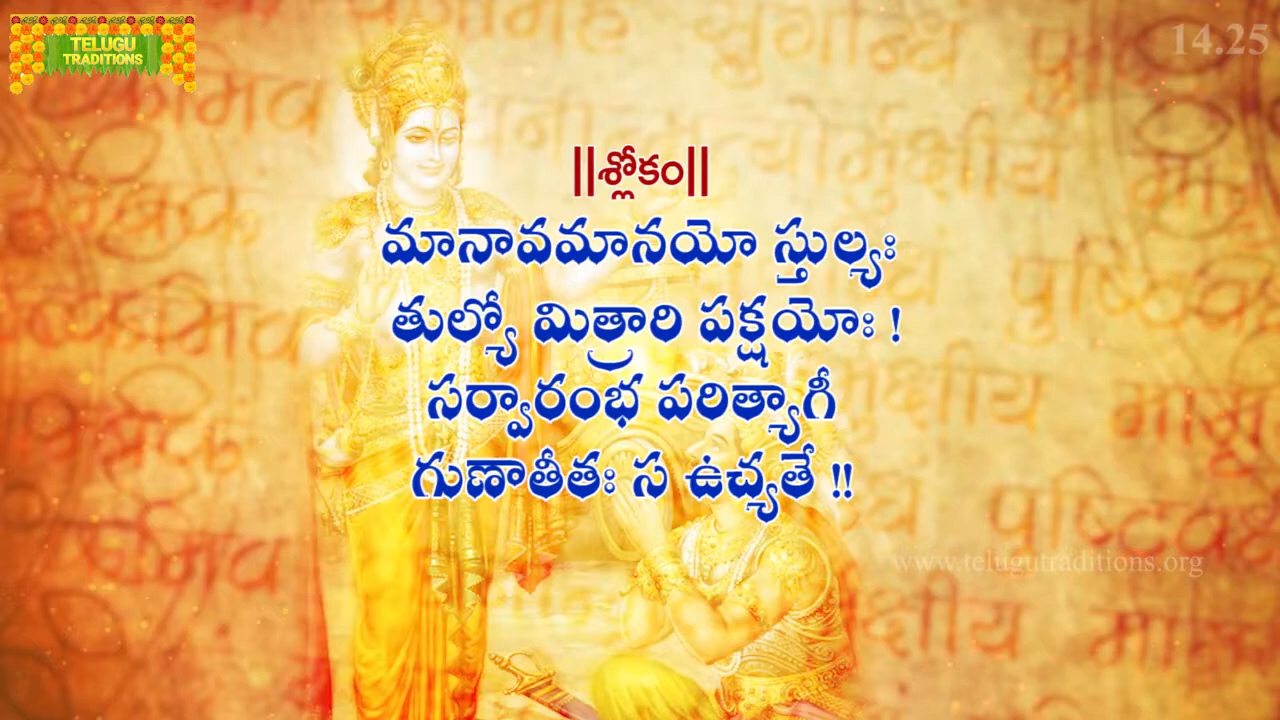 TELUGU
TRADITIONS
14.25
||శ్లోకం||
మానావమానయో స్తుల్యః
తుల్యో మిత్రారి పక్షయోః !
సర్వారంభ పరిత్యాగీ
గుణాతీతః స ఉచ్యతే !!
www.telugutraditions.org